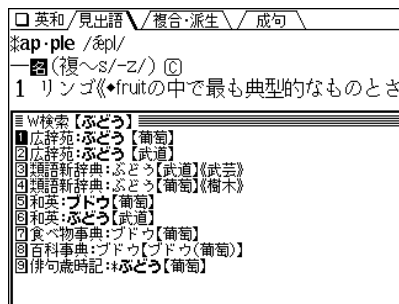 英和 見出語 複合・派生 成句
*ap・ple /ǽpl/
—名(複〜s/-z/) Ⓒ
1 リンゴ《◆fruitの中で最も典型的なものとさ
W検索【ぶどう】
1 広辞苑:ぶどう【葡萄】
2 広辞苑:ぶどう【武道】
3 類語新辞典:ぶどう【武道】《武芸》
4 類語新辞典:ぶどう【葡萄】《樹木》
5 和英:ブドウ【葡萄】
6 和英:ぶどう【武道】
7 食べ物事典:ブドウ【葡萄】
8 百科事典:ブドウ【ブドウ(葡萄)】
9 俳句歳時記:*ぶどう【葡萄】